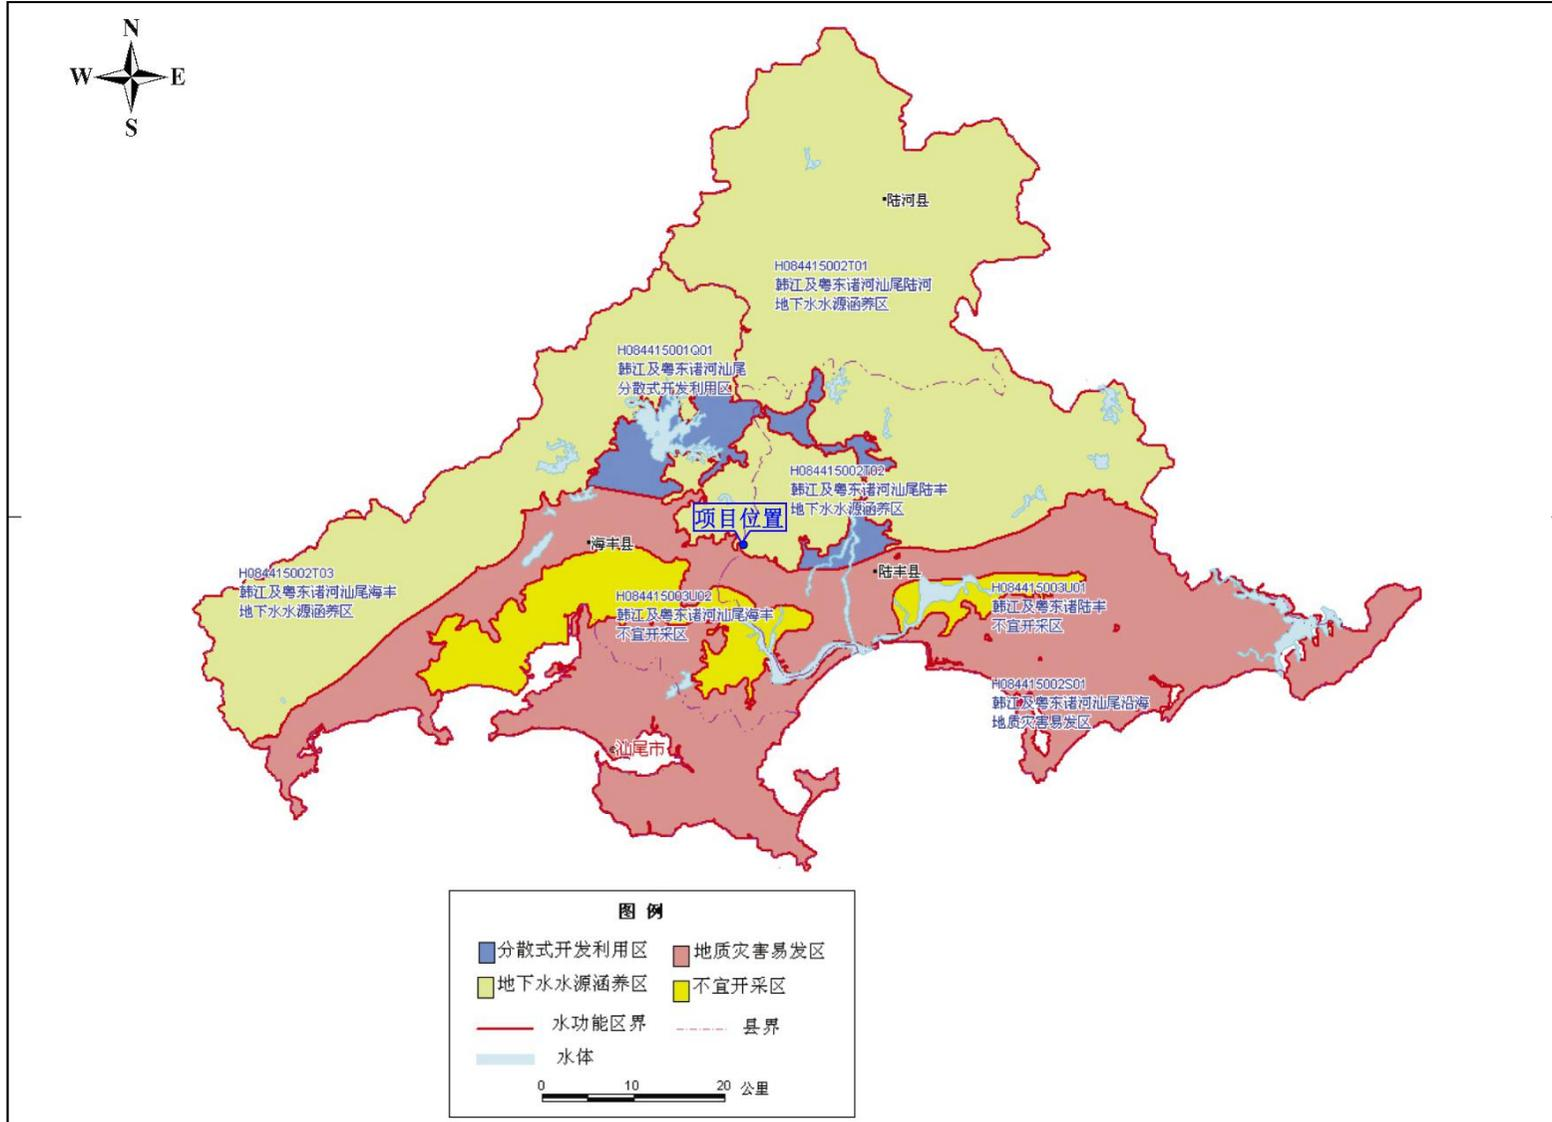 N
W E
S
陆河县
H084415002T01
韩江及粤东诸河汕尾陆河
地下水水源涵养区
H084415001Q01
韩江及粤东诸河汕尾
分散式开发利用区
H084415002T02
韩江及粤东诸河汕尾陆丰
地下水水源涵养区
项目位置
海丰县
陆丰县
H084415002T03
韩江及粤东诸河汕尾海丰
地下水水源涵养区
H084415003U02
韩江及粤东诸河汕尾海丰
不宜开采区
H084415003U01
韩江及粤东诸陆丰
不宜开采区
H084415002S01
韩江及粤东诸河汕尾沿海
地质灾害易发区
汕尾市
图 例
分散式开发利用区 地质灾害易发区
地下水水源涵养区 不宜开采区
水功能区界 县界
水体
0 10 20 公里